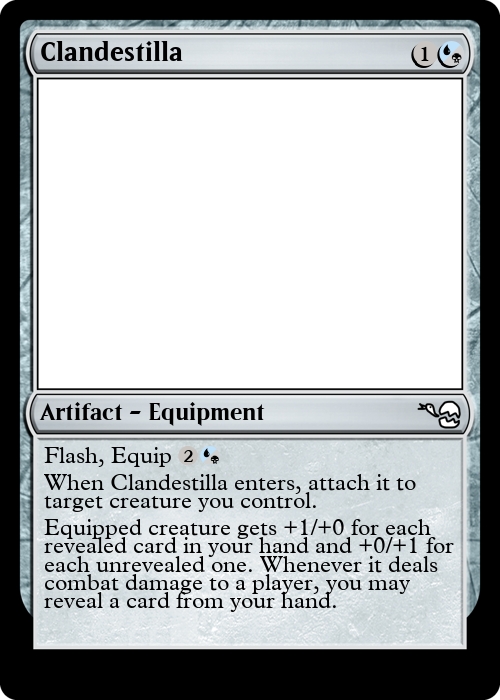 Clandestilla
1
Artifact – Equipment
Flash, Equip 2
When Clandestilla enters, attach it to
target creature you control.
Equipped creature gets +1/+0 for each
revealed card in your hand and +0/+1 for
each unrevealed one. Whenever it deals
combat damage to a player, you may
reveal a card from your hand.